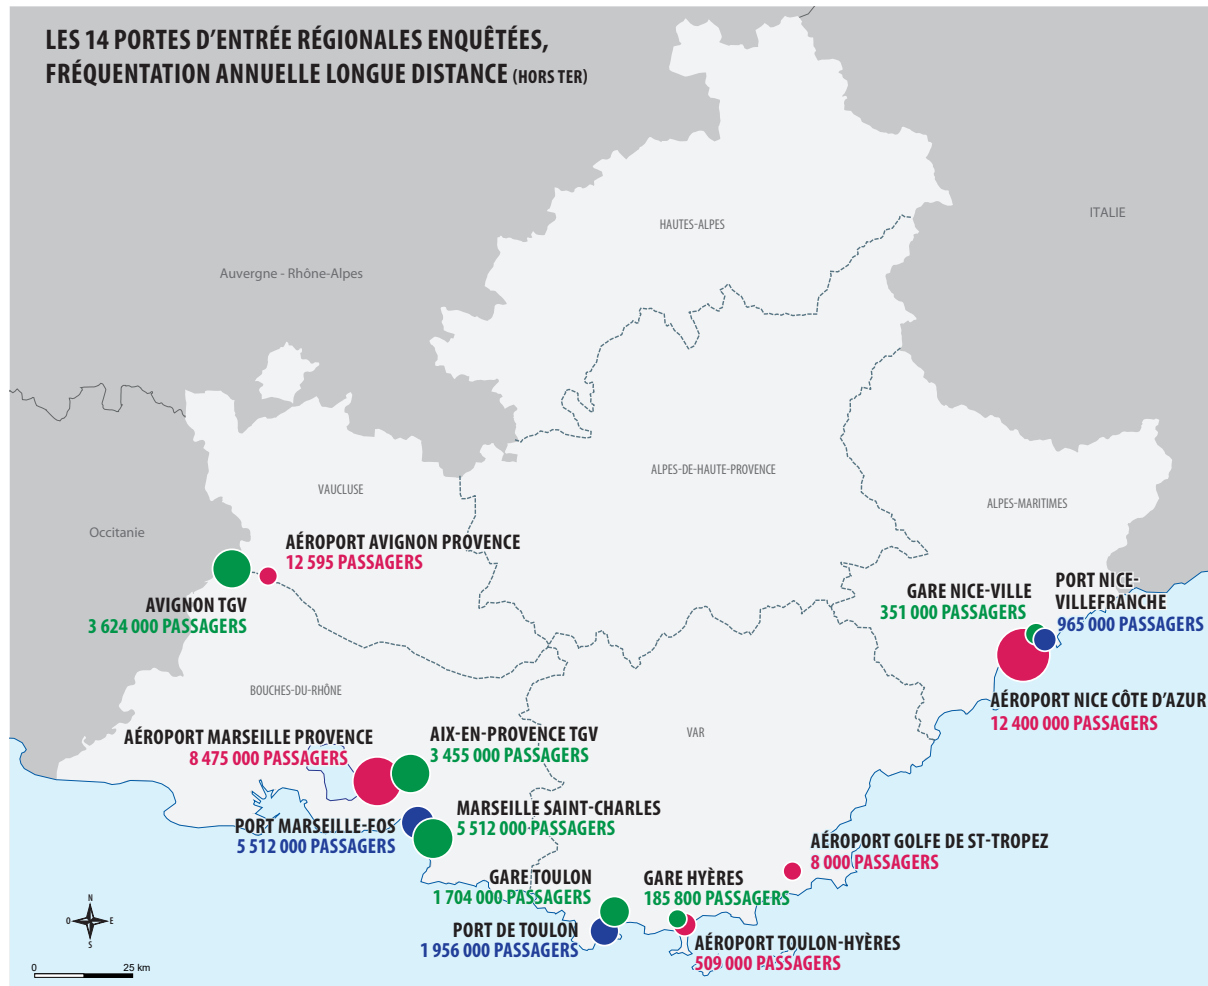 LES 14 PORTES D'ENTRÉE RÉGIONALES ENQUÊTÉES,
FRÉQUENTATION ANNUELLE LONGUE DISTANCE (HORS TER)
HAUTES-ALPES
ITALIE
Auvergne - Rhône-Alpes
ALPES-DE-HAUTE-PROVENCE
VAUCLUSE
ALPES-MARITIMES
Occitanie
AÉROPORT AVIGNON PROVENCE
12 595 PASSAGERS
AVIGNON TGV
3 624 000 PASSAGERS
GARE NICE-VILLE
351 000 PASSAGERS
PORT NICE-
VILLEFRANCHE
965 000 PASSAGERS
BOUCHES-DU-RHÔNE
AÉROPORT NICE CÔTE D'AZUR
12 400 000 PASSAGERS
VAR
AÉROPORT MARSEILLE PROVENCE
8 475 000 PASSAGERS
AIX-EN-PROVENCE TGV
3 455 000 PASSAGERS
MARSEILLE SAINT-CHARLES
5 512 000 PASSAGERS
PORT MARSEILLE-FOS
5 512 000 PASSAGERS
AÉROPORT GOLFE DE ST-TROPEZ
8 000 PASSAGERS
GARE TOULON
1 704 000 PASSAGERS
GARE HYÈRES
185 800 PASSAGERS
PORT DE TOULON
1 956 000 PASSAGERS
AÉROPORT TOULON-HYÈRES
509 000 PASSAGERS
N
O
E
S
0
25 km